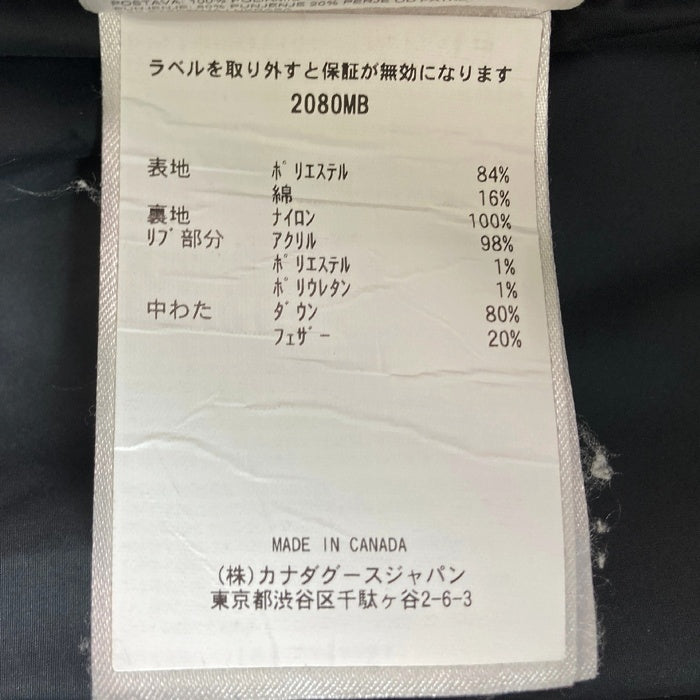 ラベルを取り外すと保証が無効になります
2080MB
表地 ポリエステル 84%
綿 16%
裏地 ナイロン 100%
リブ部分 アクリル 98%
ポリエステル 1%
ポリウレタン 1%
中わた ダウン 80%
フェザー 20%
MADE IN CANADA
(株)カナダグースジャパン
東京都渋谷区千駄ヶ谷2-6-3